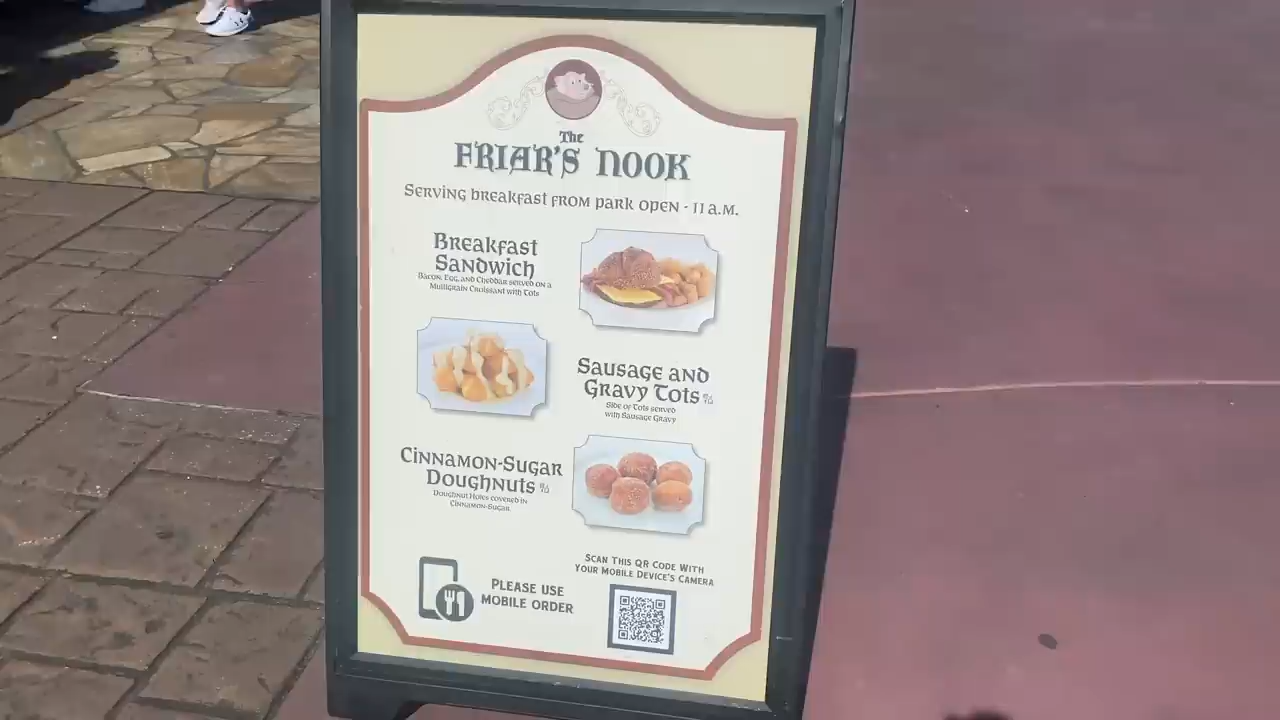 The
Friar's Nook
Serving breakfast from park open - 11 a.m.
Breakfast
Sandwich
Bacon, Egg, and Cheddar served on a
Multigrain Croissant with Tots
Sausage and
Gravy Tots
Side of Tots served
with Sausage Gravy
Cinnamon-Sugar
Doughnuts
Doughnut Holes covered in
Cinnamon-Sugar
Please use
mobile order
Scan This QR Code With
Your Mobile Device's Camera